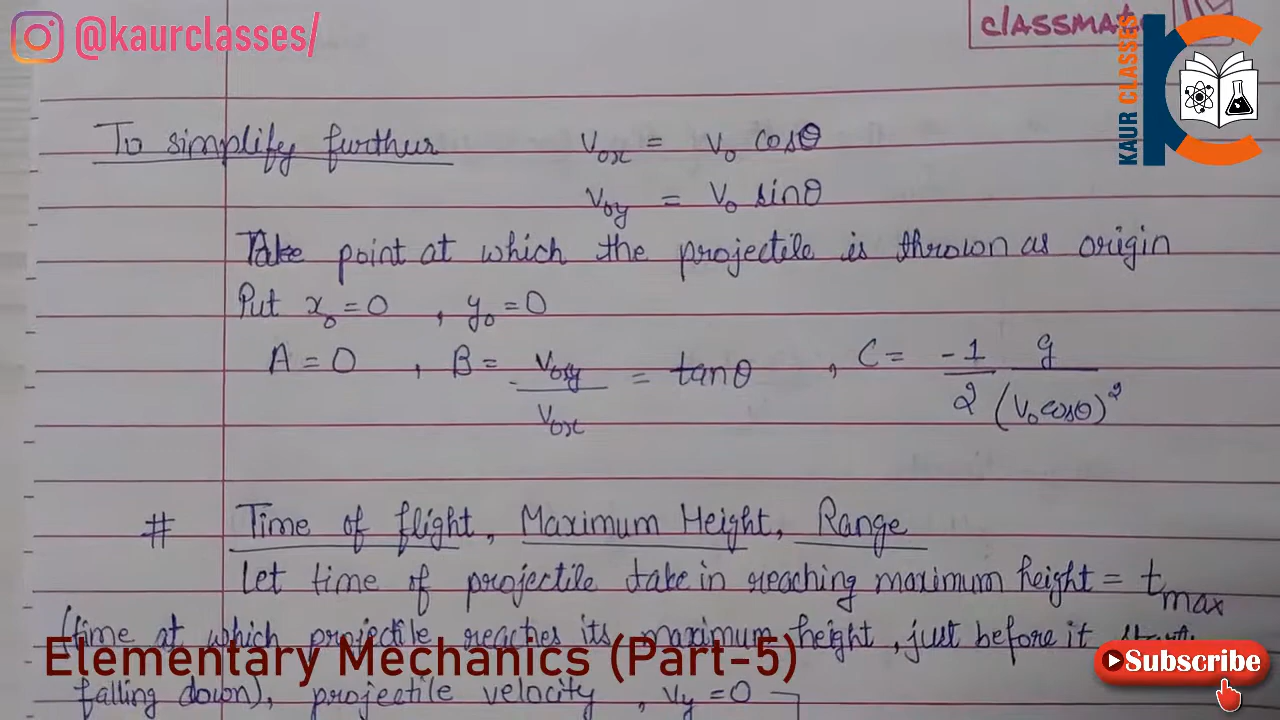 @kaurclasses/
classmate
KAUR CLASSES
To simplify further v₀ₓ = v₀ cosθ
v₀y = v₀ sinθ
Take point at which the projectile is thrown as origin
Put x₀ = 0 , y₀ = 0
A = 0 , B = v₀y / v₀ₓ = tanθ , C = -1/2 g/(v₀cosθ)²
# Time of flight, Maximum Height, Range
Let time of projectile take in reaching maximum height = tmax
(time at which projectile reaches its maximum height, just before it starts
Elementary Mechanics (Part-5)
Subscribe
falling down), projectile velocity , vy = 0